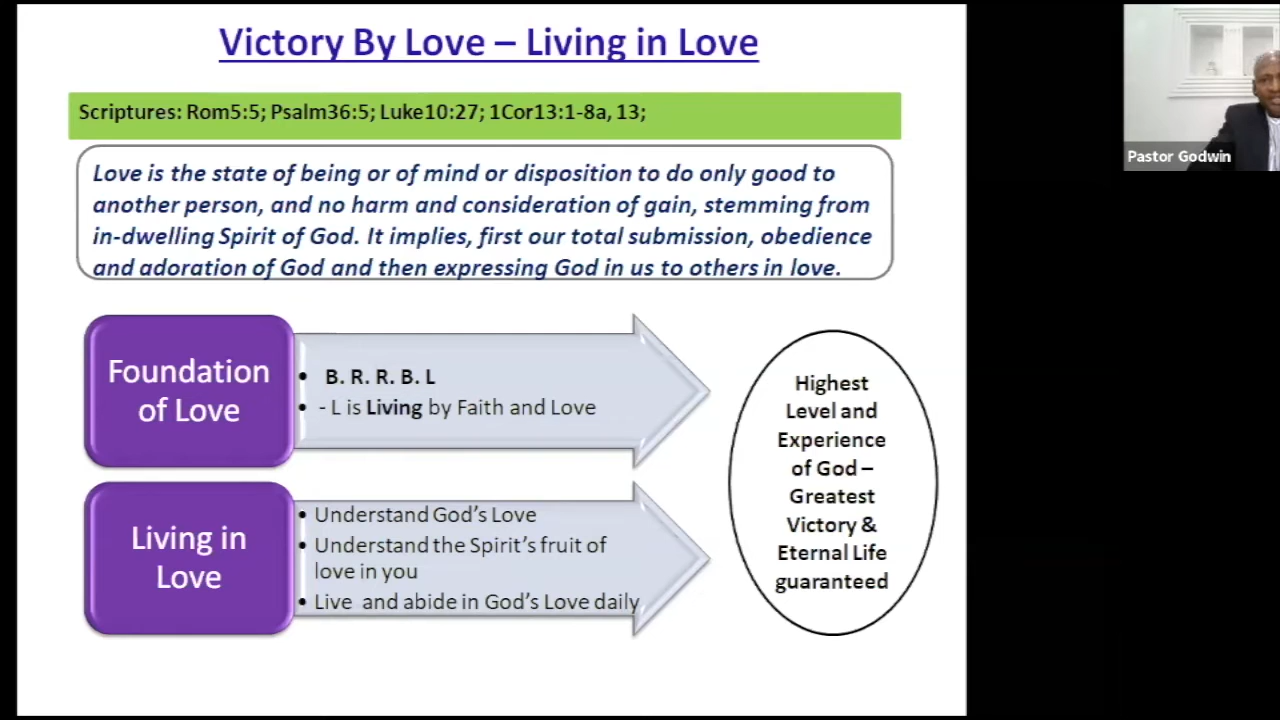 Victory By Love – Living in Love
Scriptures: Rom5:5; Psalm36:5; Luke10:27; 1Cor13:1-8a, 13;
Love is the state of being or of mind or disposition to do only good to
another person, and no harm and consideration of gain, stemming from
in-dwelling Spirit of God. It implies, first our total submission, obedience
and adoration of God and then expressing God in us to others in love.
Foundation
of Love
• B. R. R. B. L
• - L is Living by Faith and Love
Living in
Love
• Understand God's Love
• Understand the Spirit's fruit of
love in you
• Live and abide in God's Love daily
Highest
Level and
Experience
of God –
Greatest
Victory &
Eternal Life
guaranteed
Pastor Godwin